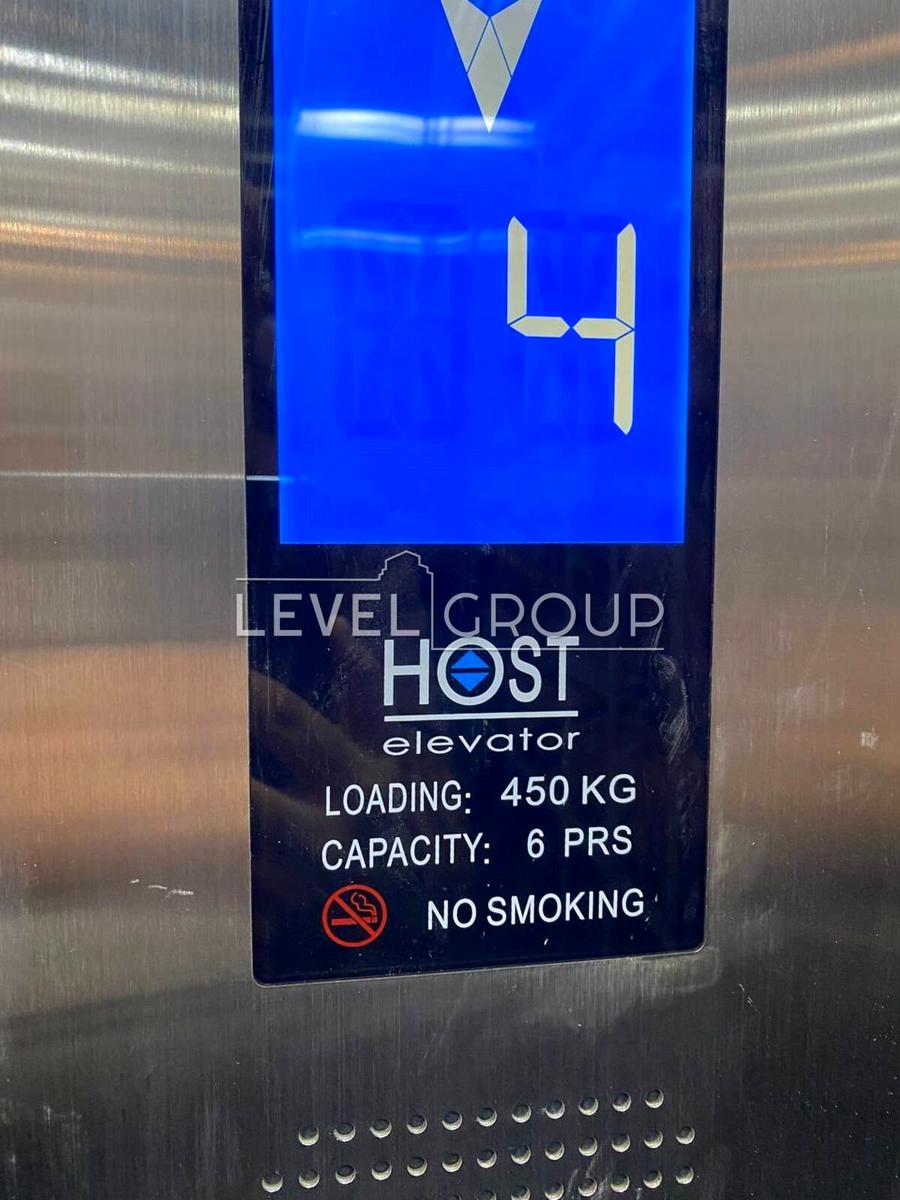 4
LEVEL GROUP
HOST
elevator
LOADING: 450 KG
CAPACITY: 6 PRS
NO SMOKING